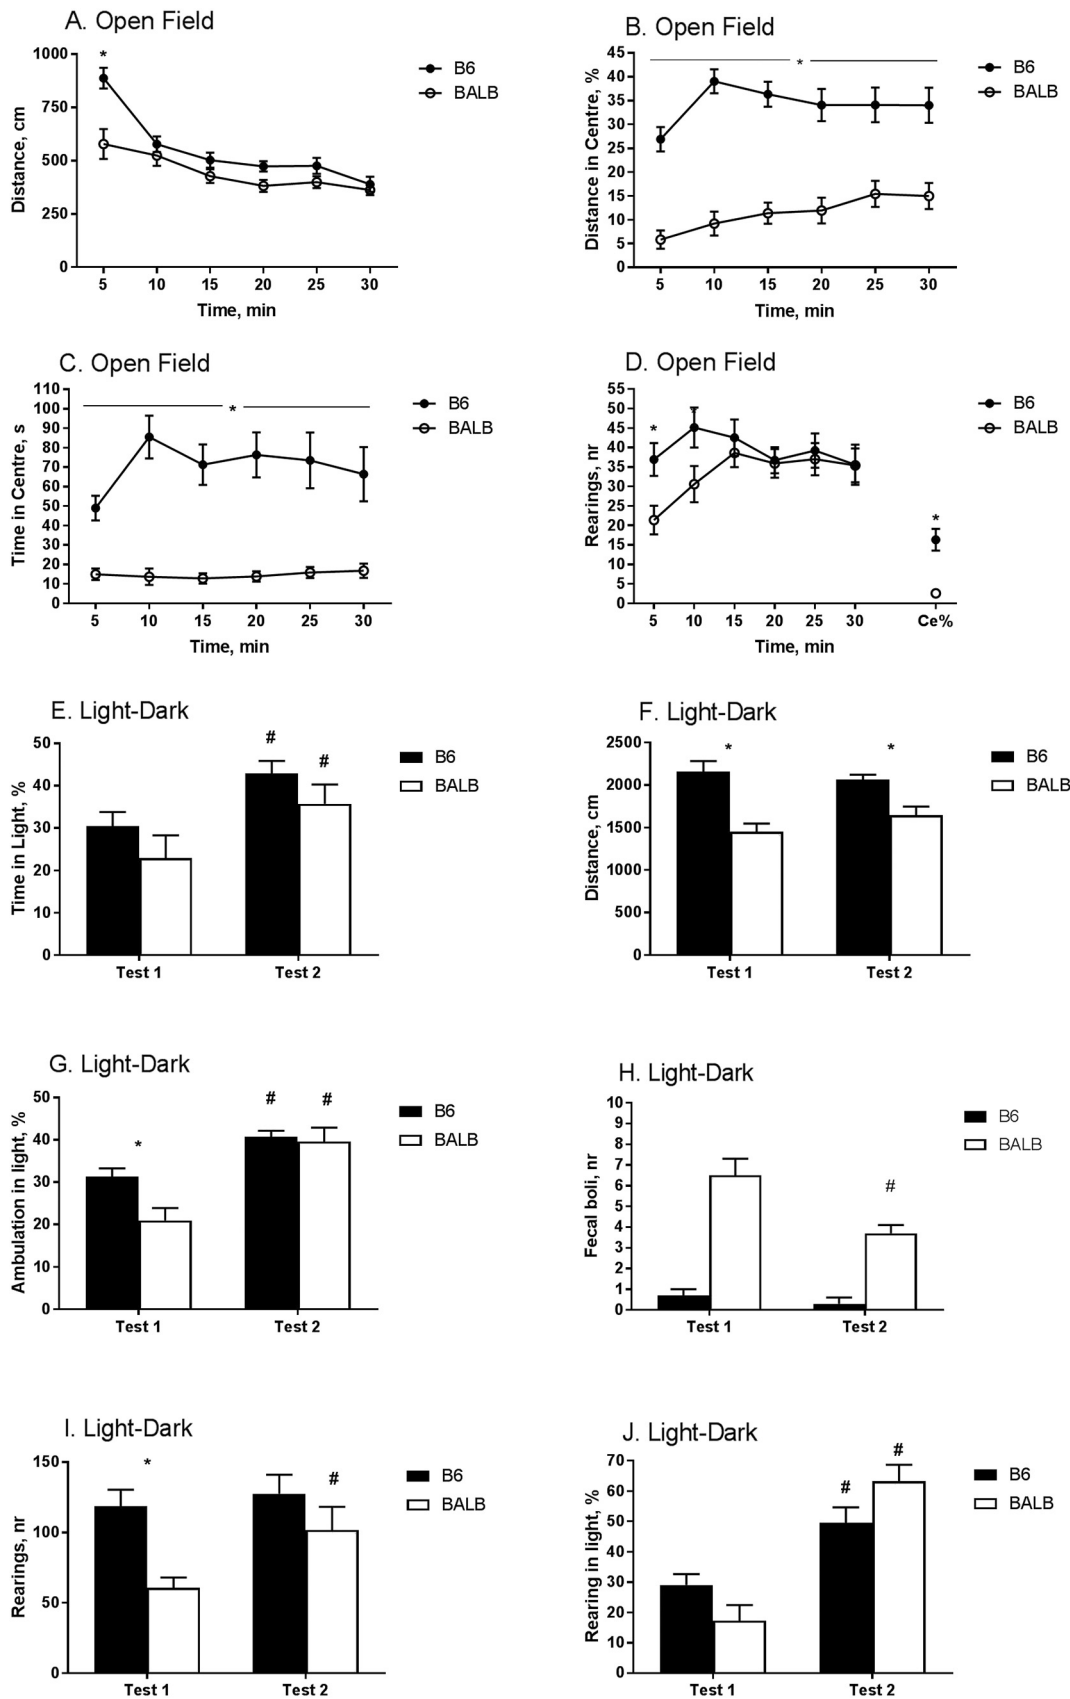 A. Open Field
*
B6
BALB
Distance, cm
1000
750
500
250
0
5 10 15 20 25 30
Time, min
B. Open Field
*
B6
BALB
Distance in Centre, %
45
40
35
30
25
20
15
10
5
0
5 10 15 20 25 30
Time, min
C. Open Field
*
B6
BALB
Time in Centre, s
110
100
90
80
70
60
50
40
30
20
10
0
5 10 15 20 25 30
Time, min
D. Open Field
* * *
B6
BALB
Rearings, nr
55
50
45
40
35
30
25
20
15
10
5
0
5 10 15 20 25 30 Ce%
Time, min
E. Light-Dark
# #
B6
BALB
Time in Light, %
50
40
30
20
10
0
Test 1 Test 2
F. Light-Dark
* *
B6
BALB
Distance, cm
2500
2000
1500
1000
500
0
Test 1 Test 2
G. Light-Dark
* # #
B6
BALB
Ambulation in light, %
50
40
30
20
10
0
Test 1 Test 2
H. Light-Dark
#
B6
BALB
Fecal boli, nr
10
9
8
7
6
5
4
3
2
1
0
Test 1 Test 2
I. Light-Dark
* #
B6
BALB
Rearings, nr
150
100
50
0
Test 1 Test 2
J. Light-Dark
# #
B6
BALB
Rearing in light, %
70
60
50
40
30
20
10
0
Test 1 Test 2